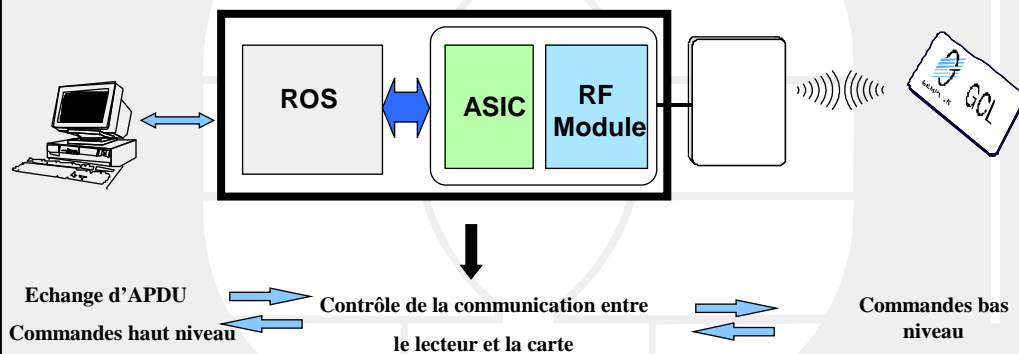 ROS
ASIC
RF
Module
GCL
Echange d'APDU
Commandes haut niveau
Contrôle de la communication entre
le lecteur et la carte
Commandes bas
niveau